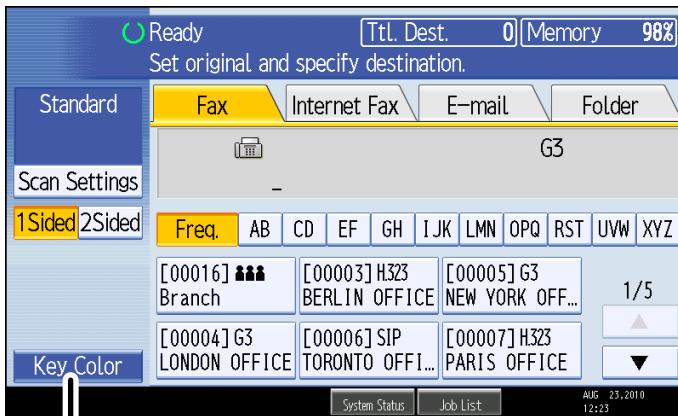 Ready Ttl. Dest. 0 Memory 98%
Set original and specify destination.
Standard Fax Internet Fax E-mail Folder
G3
Scan Settings _
1Sided 2Sided Freq. AB CD EF GH IJK LMN OPQ RST UVW XYZ
[00016] [00003] H.323 [00005] G3
Branch BERLIN OFFICE NEW YORK OFF... 1/5
[00004] G3 [00006] SIP [00007] H.323
LONDON OFFICE TORONTO OFFI... PARIS OFFICE
Key Color
System Status Job List AUG 23,2010
12:23